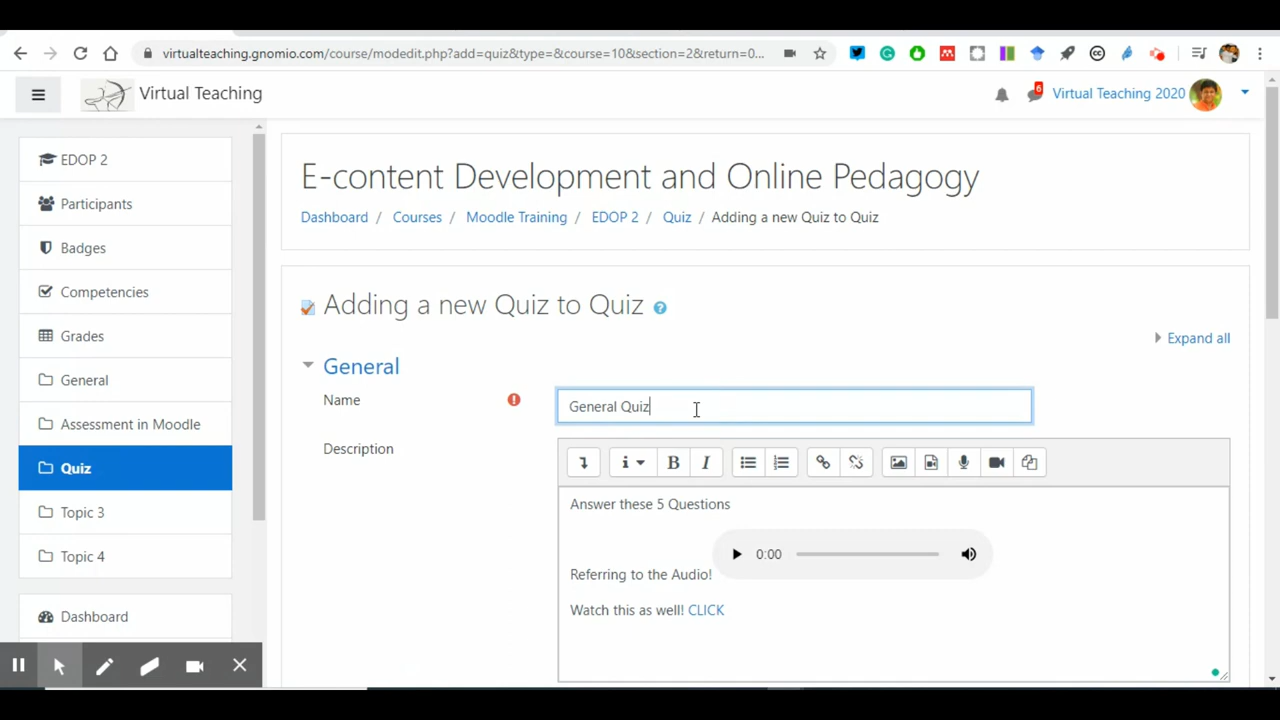 virtualteaching.gnomio.com/course/modedit.php?add=quiz&type=&course=10&section=2&return=0...
Virtual Teaching
6
Virtual Teaching 2020
EDOP 2
Participants
Badges
Competencies
Grades
General
Assessment in Moodle
Quiz
Topic 3
Topic 4
Dashboard
E-content Development and Online Pedagogy
Dashboard / Courses / Moodle Training / EDOP 2 / Quiz / Adding a new Quiz to Quiz
Adding a new Quiz to Quiz
Expand all
General
Name
General Quiz
Description
B I
Answer these 5 Questions
0:00
Referring to the Audio!
Watch this as well! CLICK